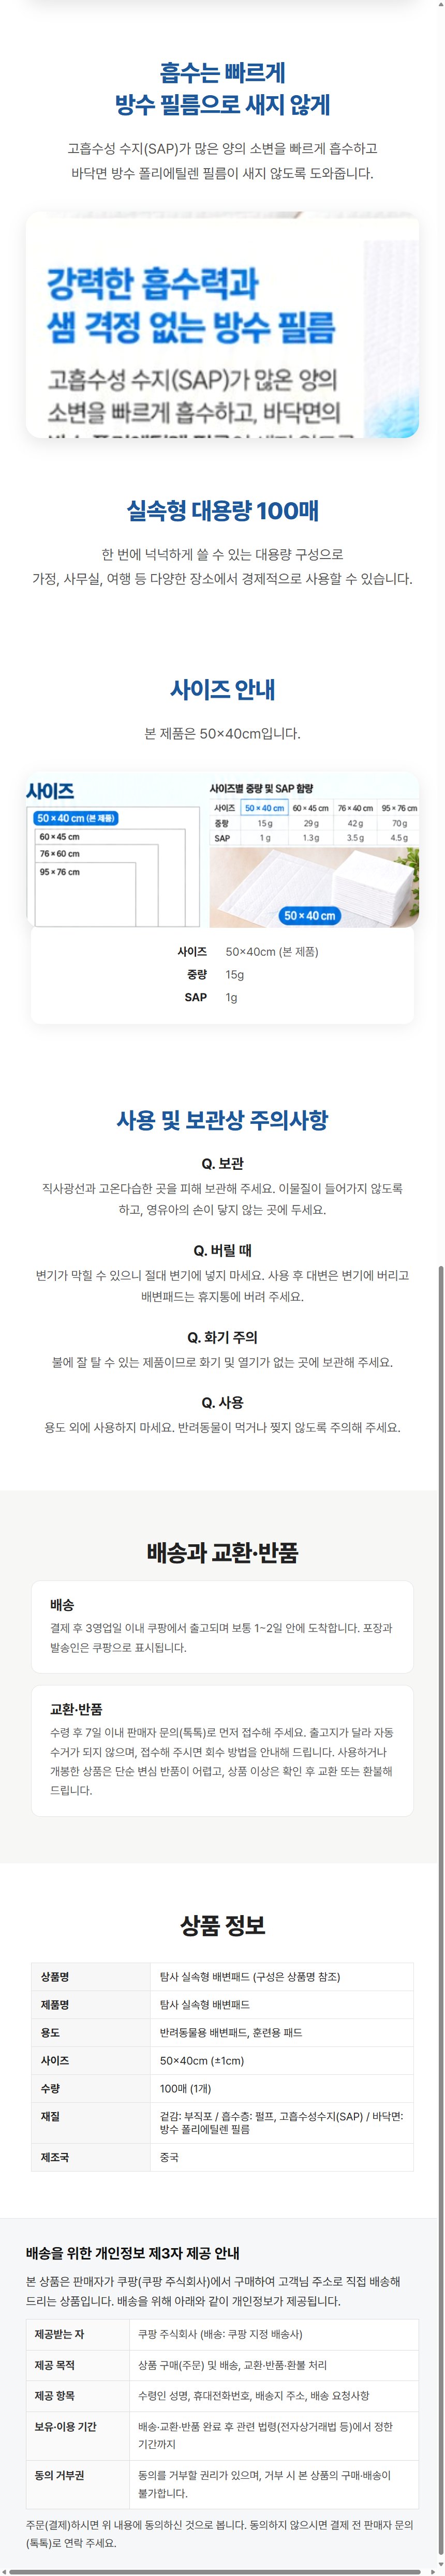 흡수는 빠르게
방수 필름으로 새지 않게
고흡수성 수지(SAP)가 많은 양의 소변을 빠르게 흡수하고
바닥면 방수 폴리에틸렌 필름이 새지 않도록 도와줍니다.
강력한 흡수력과
샘 걱정 없는 방수 필름
고흡수성 수지(SAP)가 많은 양의
소변을 빠르게 흡수하고, 바닥면의
실속형 대용량 100매
한 번에 넉넉하게 쓸 수 있는 대용량 구성으로
가정, 사무실, 여행 등 다양한 장소에서 경제적으로 사용할 수 있습니다.
사이즈 안내
본 제품은 50×40cm입니다.
사이즈
50×40 cm (본 제품)
60×45 cm
76×60 cm
95×76 cm
사이즈별 중량 및 SAP 함량
사이즈 50×40 cm 60×45 cm 76×40 cm 95×76 cm
중량 15 g 29 g 42 g 70 g
SAP 1 g 1.3 g 3.5 g 4.5 g
50×40 cm
사이즈 50×40cm (본 제품)
중량 15g
SAP 1g
사용 및 보관상 주의사항
Q. 보관
직사광선과 고온다습한 곳을 피해 보관해 주세요. 이물질이 들어가지 않도록
하고, 영유아의 손이 닿지 않는 곳에 두세요.
Q. 버릴 때
변기가 막힐 수 있으니 절대 변기에 넣지 마세요. 사용 후 대변은 변기에 버리고
배변패드는 휴지통에 버려 주세요.
Q. 화기 주의
불에 잘 탈 수 있는 제품이므로 화기 및 열기가 없는 곳에 보관해 주세요.
Q. 사용
용도 외에 사용하지 마세요. 반려동물이 먹거나 찢지 않도록 주의해 주세요.
배송과 교환·반품
배송
결제 후 3영업일 이내 쿠팡에서 출고되며 보통 1~2일 안에 도착합니다. 포장과
발송인은 쿠팡으로 표시됩니다.
교환·반품
수령 후 7일 이내 판매자 문의(톡톡)로 먼저 접수해 주세요. 출고지가 달라 자동
수거가 되지 않으며, 접수해 주시면 회수 방법을 안내해 드립니다. 사용하거나
개봉한 상품은 단순 변심 반품이 어렵고, 상품 이상은 확인 후 교환 또는 환불해
드립니다.
상품 정보
상품명 탐사 실속형 배변패드 (구성은 상품명 참조)
제품명 탐사 실속형 배변패드
용도 반려동물용 배변패드, 훈련용 패드
사이즈 50×40cm (±1cm)
수량 100매 (1개)
재질 겉감: 부직포 / 흡수층: 펄프, 고흡수성수지(SAP) / 바닥면:
방수 폴리에틸렌 필름
제조국 중국
배송을 위한 개인정보 제3자 제공 안내
본 상품은 판매자가 쿠팡(쿠팡 주식회사)에서 구매하여 고객님 주소로 직접 배송해
드리는 상품입니다. 배송을 위해 아래와 같이 개인정보가 제공됩니다.
제공받는 자 쿠팡 주식회사 (배송: 쿠팡 지정 배송사)
제공 목적 상품 구매(주문) 및 배송, 교환·반품·환불 처리
제공 항목 수령인 성명, 휴대전화번호, 배송지 주소, 배송 요청사항
보유·이용 기간 배송·교환·반품 완료 후 관련 법령(전자상거래법 등)에서 정한
기간까지
동의 거부권 동의를 거부할 권리가 있으며, 거부 시 본 상품의 구매·배송이
불가합니다.
주문(결제)하시면 위 내용에 동의하신 것으로 봅니다. 동의하지 않으시면 결제 전 판매자 문의
(톡톡)로 연락 주세요.